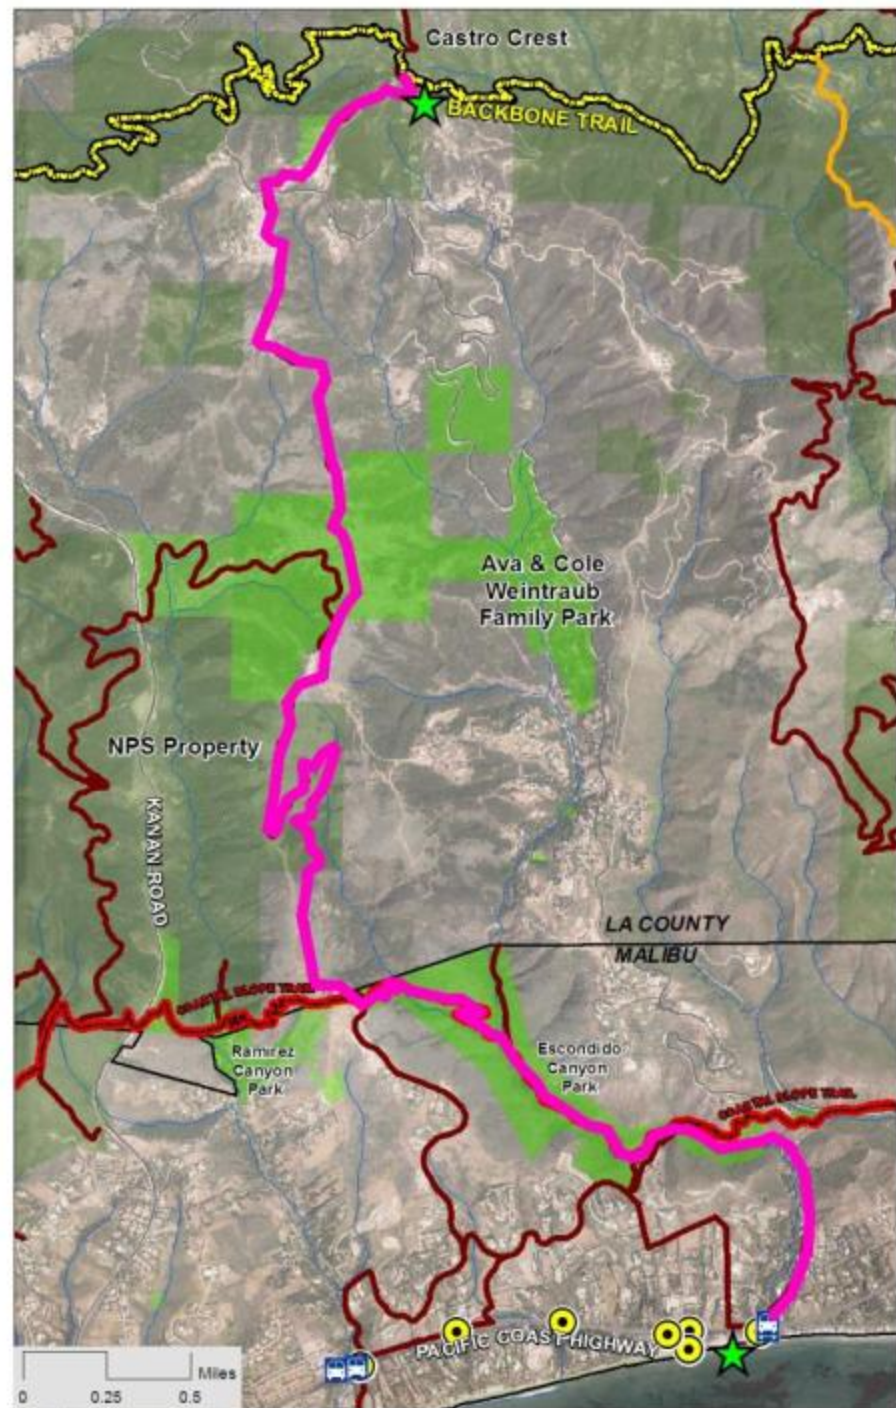 Castro Crest
BACKBONE TRAIL
Ava & Cole
Weintraub
Family Park
NPS Property
KANAN ROAD
LA COUNTY
MALIBU
COASTAL SLOPE TRAIL
Ramirez
Canyon
Park
Escondido
Canyon
Park
COASTAL SLOPE TRAIL
PACIFIC COAST HIGHWAY
Miles
0 0.25 0.5